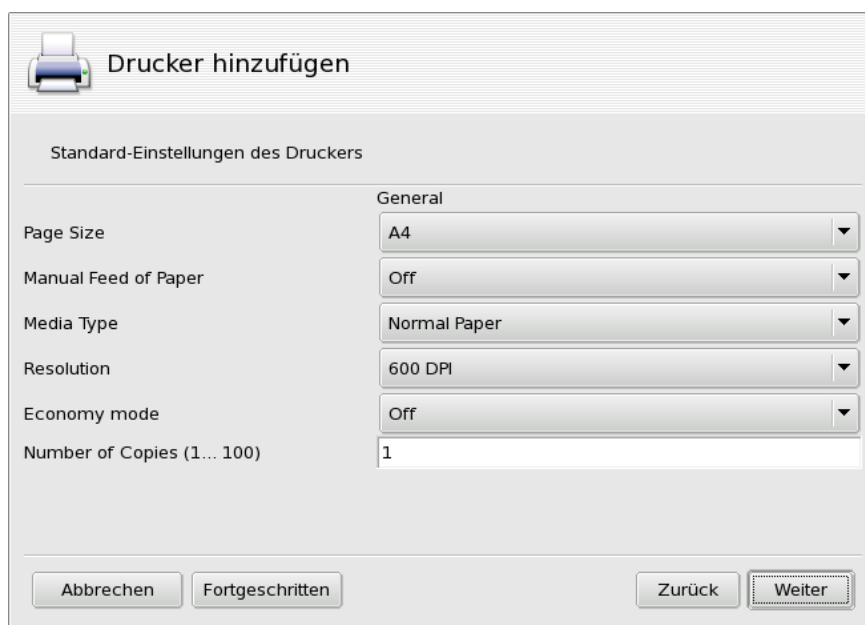 Drucker hinzufügen
Standard-Einstellungen des Druckers
General
Page Size A4
Manual Feed of Paper Off
Media Type Normal Paper
Resolution 600 DPI
Economy mode Off
Number of Copies (1... 100) 1
Abbrechen Fortgeschritten Zurück Weiter